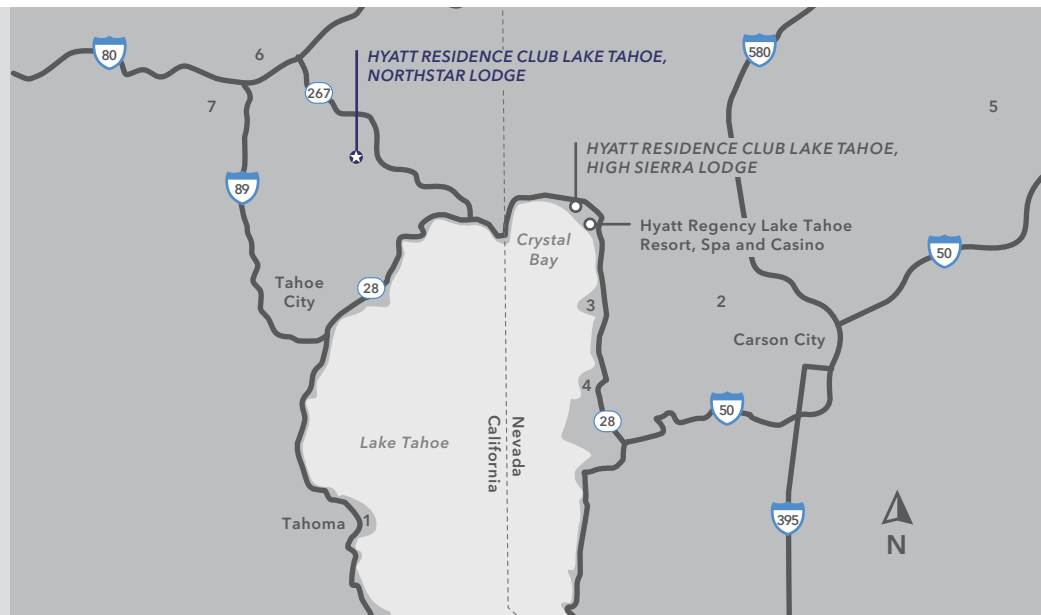 80
6
HYATT RESIDENCE CLUB LAKE TAHOE,
NORTHSTAR LODGE
580
267
7
5
HYATT RESIDENCE CLUB LAKE TAHOE,
HIGH SIERRA LODGE
89
Hyatt Regency Lake Tahoe
Resort, Spa and Casino
Crystal
Bay
50
Tahoe
City
28
3
2
Carson City
4
50
28
Lake Tahoe
Nevada
California
Tahoma
1
395
N